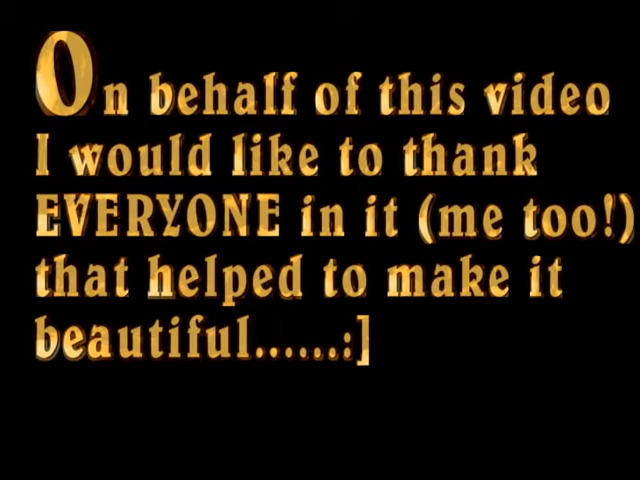 On behalf of this video
I would like to thank
EVERYONE in it (me too!)
that helped to make it
beautiful......:]